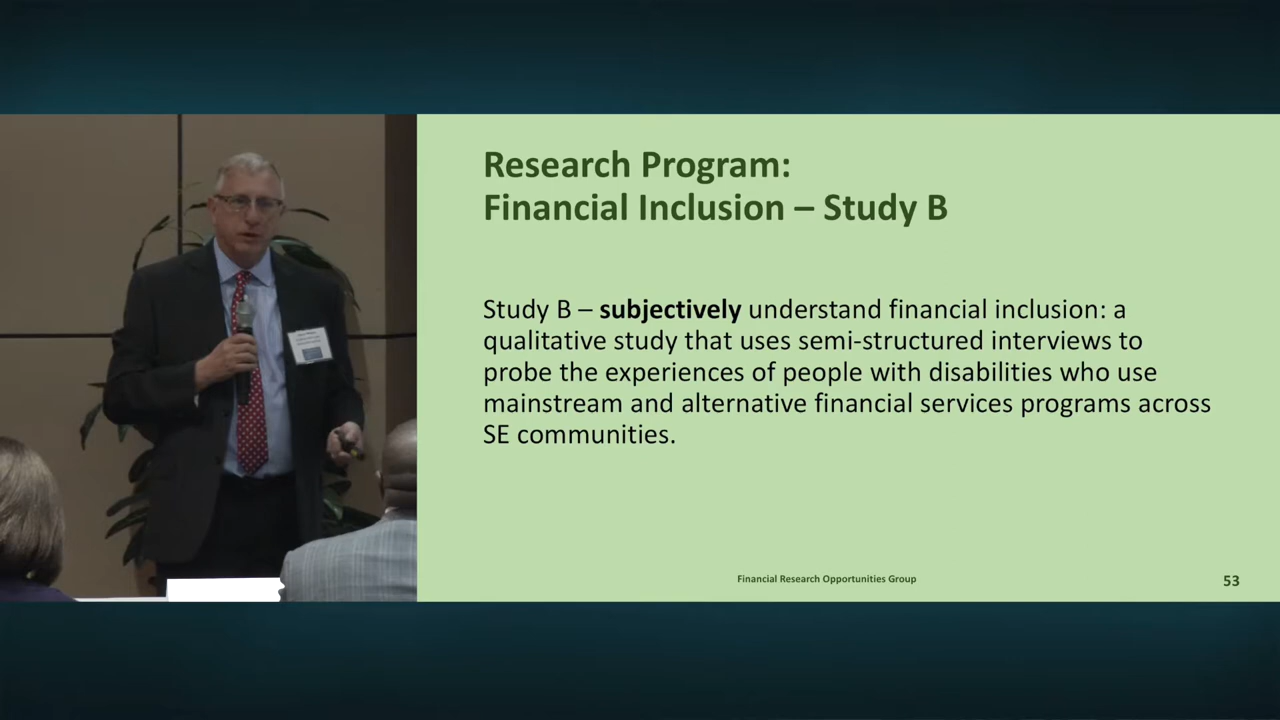 Research Program:
Financial Inclusion – Study B
Study B – subjectively understand financial inclusion: a
qualitative study that uses semi-structured interviews to
probe the experiences of people with disabilities who use
mainstream and alternative financial services programs across
SE communities.
Financial Research Opportunities Group
53